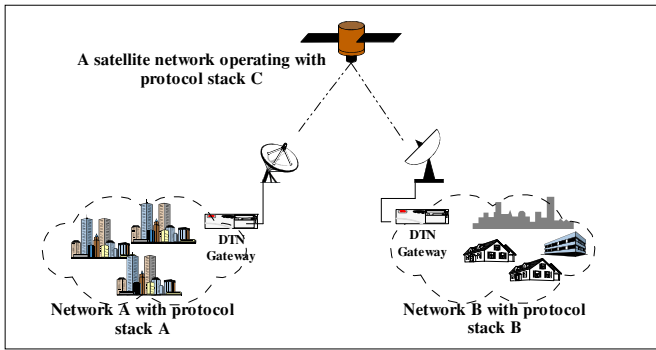 A satellite network operating with
protocol stack C
DTN
Gateway
DTN
Gateway
Network A with protocol
stack A
Network B with protocol
stack B